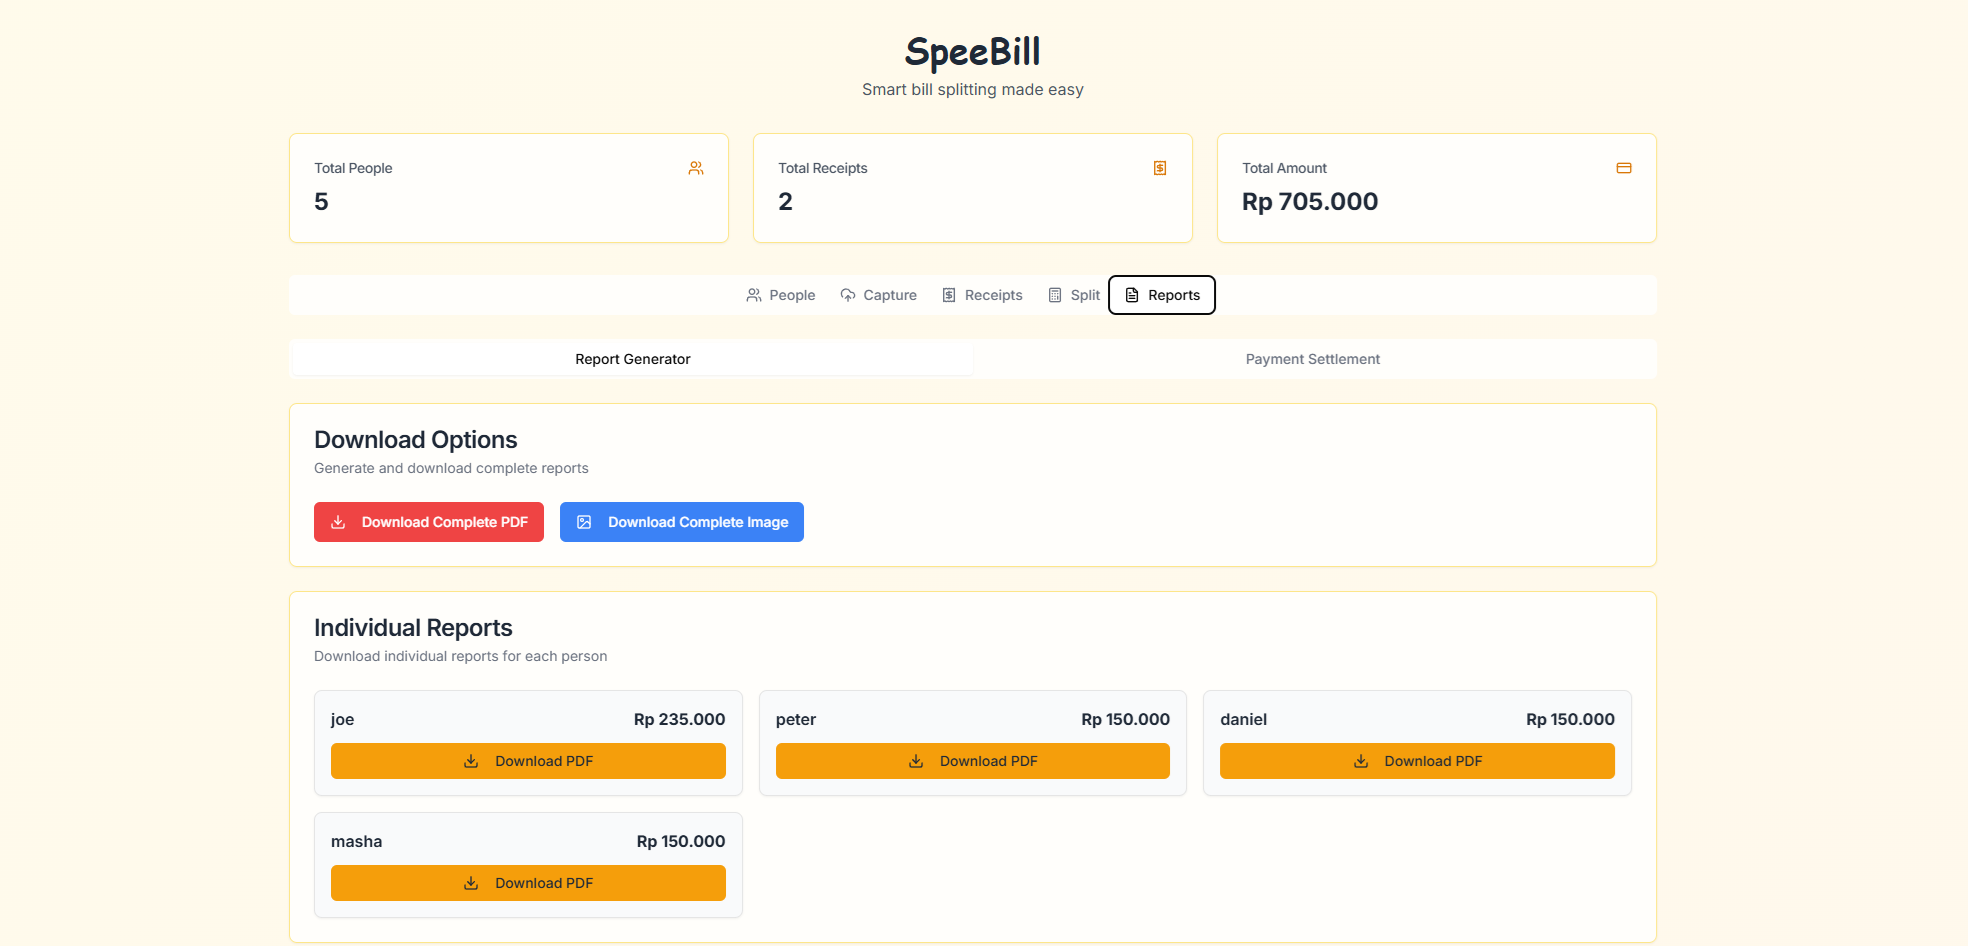 SpeeBill
Smart bill splitting made easy
Total People
5
Total Receipts
2
Total Amount
Rp 705.000
People
Capture
Receipts
Split
Reports
Report Generator
Payment Settlement
Download Options
Generate and download complete reports
Download Complete PDF
Download Complete Image
Individual Reports
Download individual reports for each person
joe
Rp 235.000
Download PDF
peter
Rp 150.000
Download PDF
daniel
Rp 150.000
Download PDF
masha
Rp 150.000
Download PDF